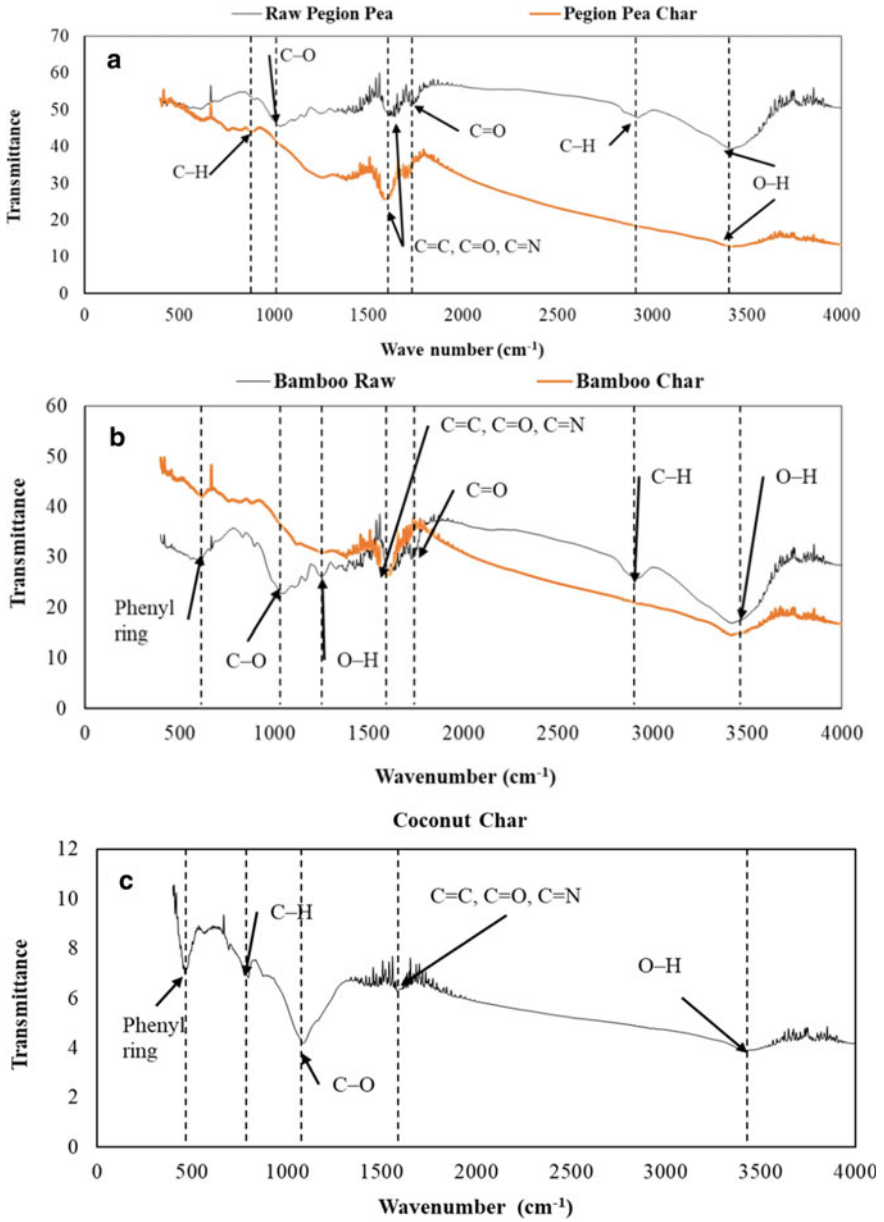 Raw Pegion Pea Pegion Pea Char
a
70
60
50
40
30
20
10
0
Transmittance
C–O
C=O
C–H
C–H
O–H
C=C, C=O, C=N
0 500 1000 1500 2000 2500 3000 3500 4000
Wave number (cm⁻¹)
Bamboo Raw Bamboo Char
b
60
50
40
30
20
10
0
Transmittance
C=C, C=O, C=N
C=O
C–H
O–H
Phenyl
ring
C–O
O–H
0 500 1000 1500 2000 2500 3000 3500 4000
Wavenumber (cm⁻¹)
Coconut Char
c
12
10
8
6
4
2
0
Transmittance
C–H
C=C, C=O, C=N
O–H
Phenyl
ring
C–O
0 500 1000 1500 2000 2500 3000 3500 4000
Wavenumber (cm⁻¹)